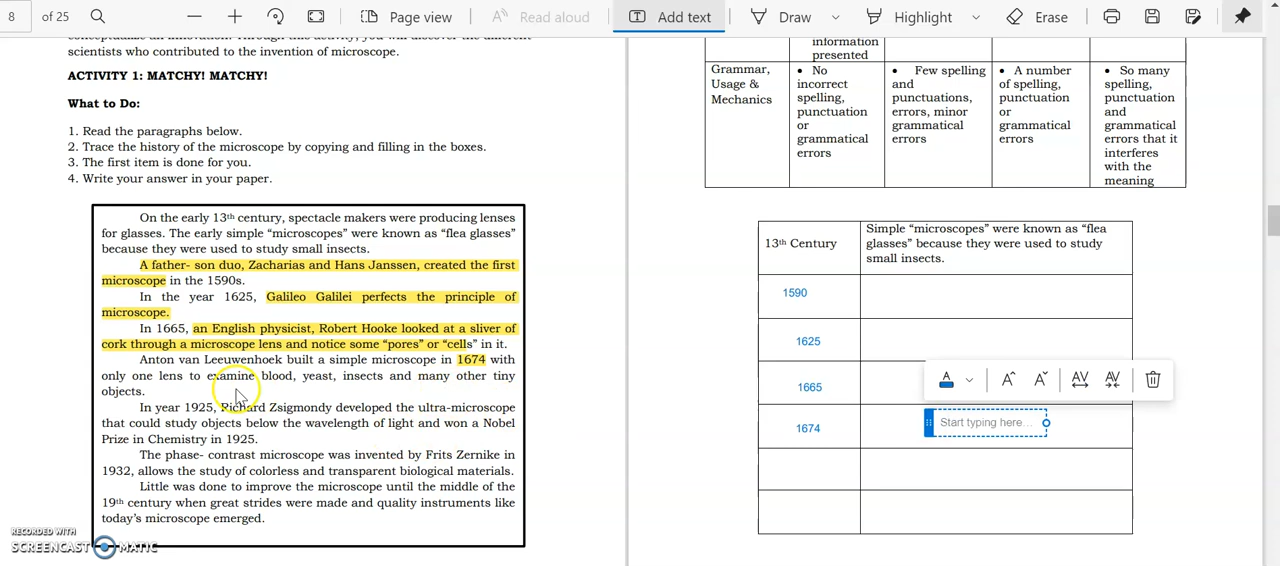 8 of 25 Page view Read aloud Add text Draw Highlight Erase
conceptualize an innovation. Through this activity, you will discover the different
scientists who contributed to the invention of microscope.
ACTIVITY 1: MATCHY! MATCHY!
What to Do:
1. Read the paragraphs below.
2. Trace the history of the microscope by copying and filling in the boxes.
3. The first item is done for you.
4. Write your answer in your paper.
On the early 13th century, spectacle makers were producing lenses
for glasses. The early simple “microscopes” were known as “flea glasses”
because they were used to study small insects.
A father- son duo, Zacharias and Hans Janssen, created the first
microscope in the 1590s.
In the year 1625, Galileo Galilei perfects the principle of
microscope.
In 1665, an English physicist, Robert Hooke looked at a sliver of
cork through a microscope lens and notice some “pores” or “cells” in it.
Anton van Leeuwenhoek built a simple microscope in 1674 with
only one lens to examine blood, yeast, insects and many other tiny
objects.
In year 1925, Richard Zsigmondy developed the ultra-microscope
that could study objects below the wavelength of light and won a Nobel
Prize in Chemistry in 1925.
The phase- contrast microscope was invented by Frits Zernike in
1932, allows the study of colorless and transparent biological materials.
Little was done to improve the microscope until the middle of the
19th century when great strides were made and quality instruments like
today’s microscope emerged.
RECORDED WITH
SCREENCAST MATIC
information
presented
Grammar,
Usage &
Mechanics
• No
incorrect
spelling,
punctuation
or
grammatical
errors
• Few spelling
and
punctuations,
errors, minor
grammatical
errors
• A number
of spelling,
punctuation
or
grammatical
errors
• So many
spelling,
punctuation
and
grammatical
errors that it
interferes
with the
meaning
13th Century
Simple “microscopes” were known as “flea
glasses” because they were used to study
small insects.
1590
1625
1665
A A A AV AV
1674
Start typing here...